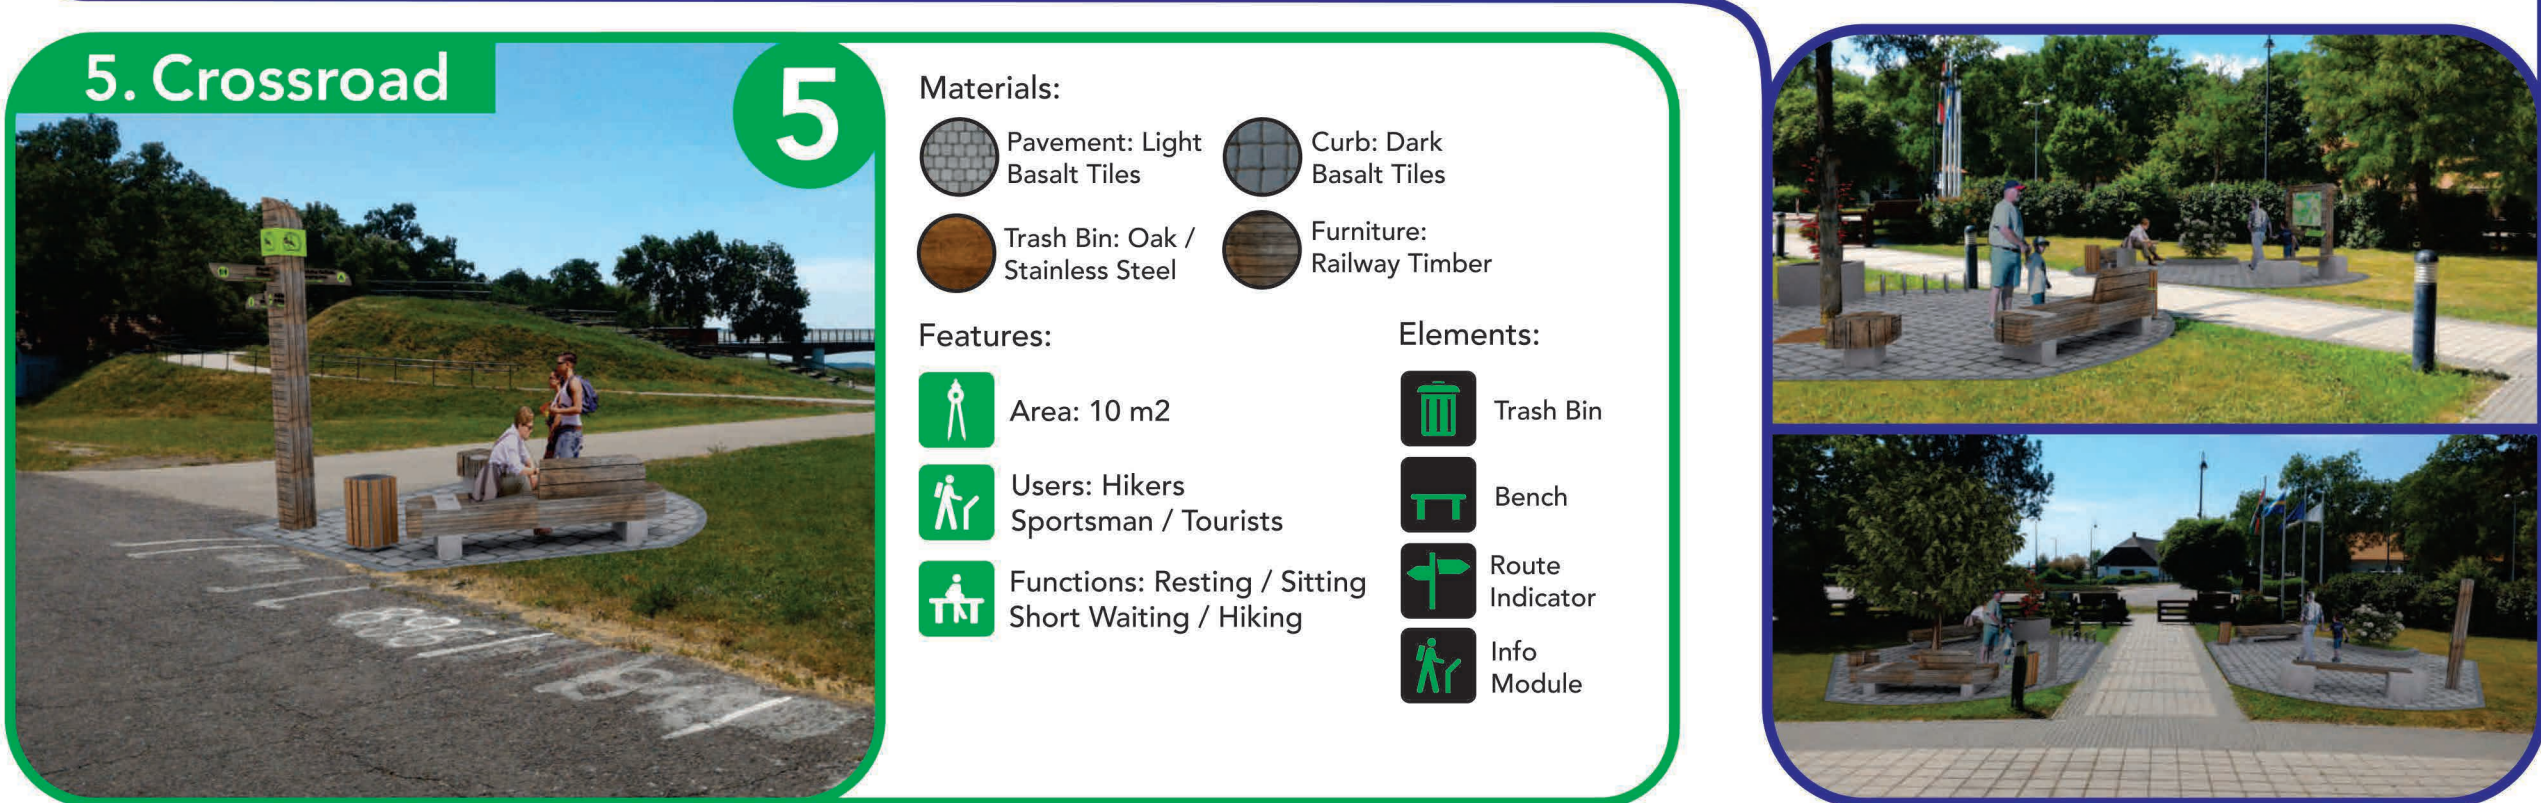 5. Crossroad
5
Materials:
Pavement: Light
Basalt Tiles
Curb: Dark
Basalt Tiles
Trash Bin: Oak /
Stainless Steel
Furniture:
Railway Timber
Features:
Area: 10 m2
Users: Hikers
Sportsman / Tourists
Functions: Resting / Sitting
Short Waiting / Hiking
Elements:
Trash Bin
Bench
Route
Indicator
Info
Module